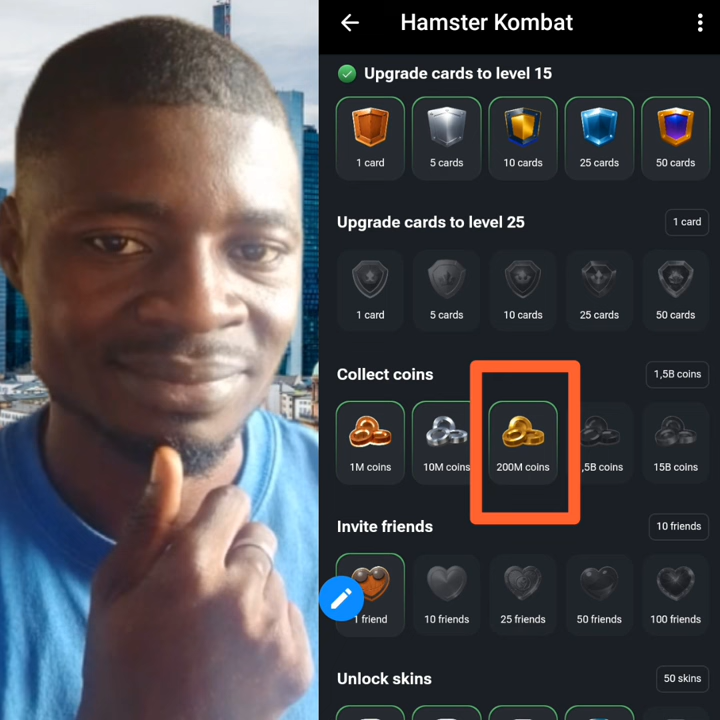 Hamster Kombat
Upgrade cards to level 15
1 card 5 cards 10 cards 25 cards 50 cards
Upgrade cards to level 25 1 card
1 card 5 cards 10 cards 25 cards 50 cards
Collect coins 1,5B coins
1M coins 10M coins 200M coins ,5B coins 15B coins
Invite friends 10 friends
1 friend 10 friends 25 friends 50 friends 100 friends
Unlock skins 50 skins